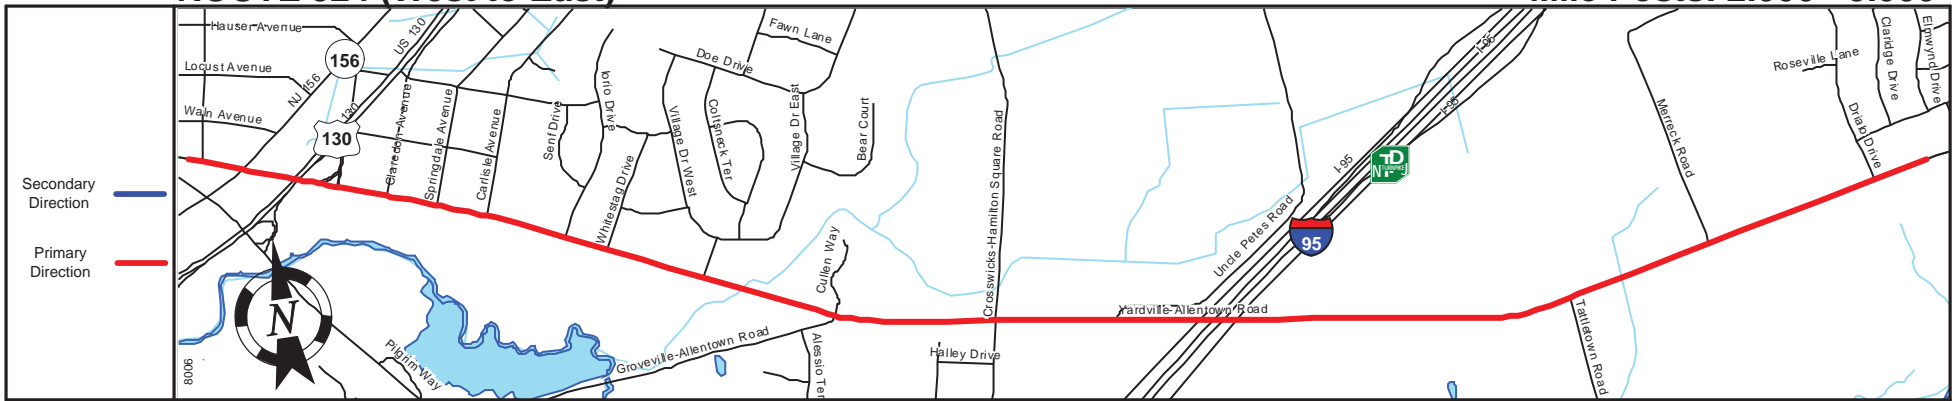 Hauser Avenue
Locust Avenue
Waln Avenue
NJ 156
156
US 130
130
130
Claredon Avenue
Springdale Avenue
Carlisle Avenue
Senf Drive
Iorio Drive
Whitestag Drive
Doe Drive
Fawn Lane
Village Dr West
Coltsneck Ter
Village Dr East
Bear Court
Cullen Way
Crosswicks-Hamilton Square Road
Uncle Petes Road
I-95
I-95
I-95
N TURNPIKE J
95
Merreck Road
Roseville Lane
Claridge Drive
Elmwynd Drive
Drialo Drive
Secondary
Direction
Primary
Direction
N
8006
Pilgrim Way
Groveville-Allentown Road
Alessio Ter
Halley Drive
Yardville-Allentown Road
Tattletown Road